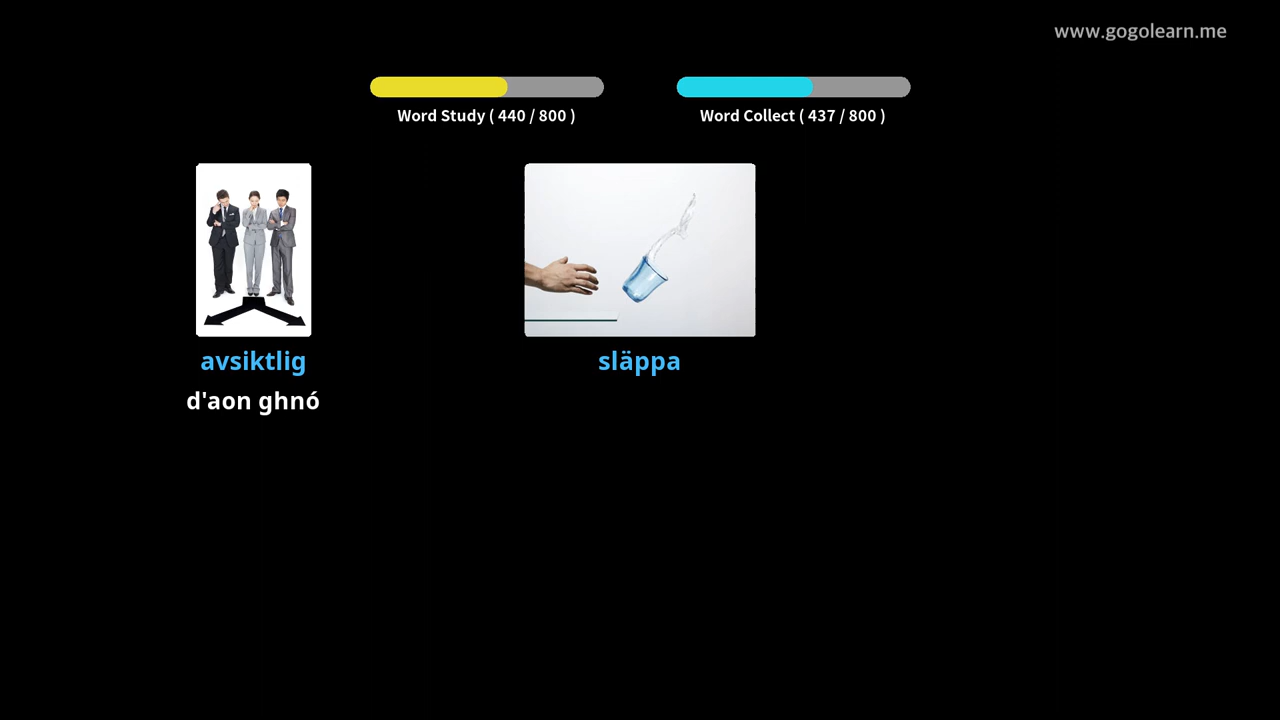 www.gogolearn.me
Word Study ( 440 / 800 )
Word Collect ( 437 / 800 )
avsiktlig
d'aon ghnó
släppa